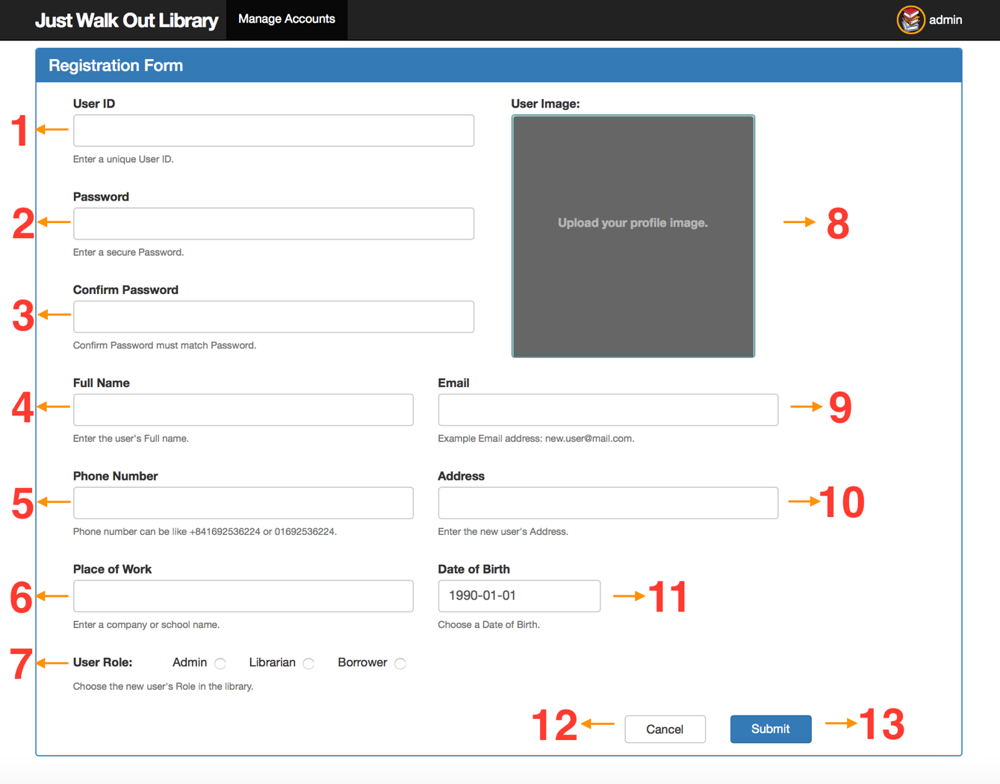 Just Walk Out Library Manage Accounts admin
Registration Form
User ID User Image:
1
Enter a unique User ID.
Password
2 Upload your profile image. 8
Enter a secure Password.
Confirm Password
3
Confirm Password must match Password.
Full Name Email
4 9
Enter the user's Full name. Example Email address: new.user@mail.com.
Phone Number Address
5 10
Phone number can be like +841692536224 or 01692536224. Enter the new user's Address.
Place of Work Date of Birth
6 1990-01-01 11
Enter a company or school name. Choose a Date of Birth.
7 User Role: Admin Librarian Borrower
Choose the new user's Role in the library.
12 Cancel Submit 13